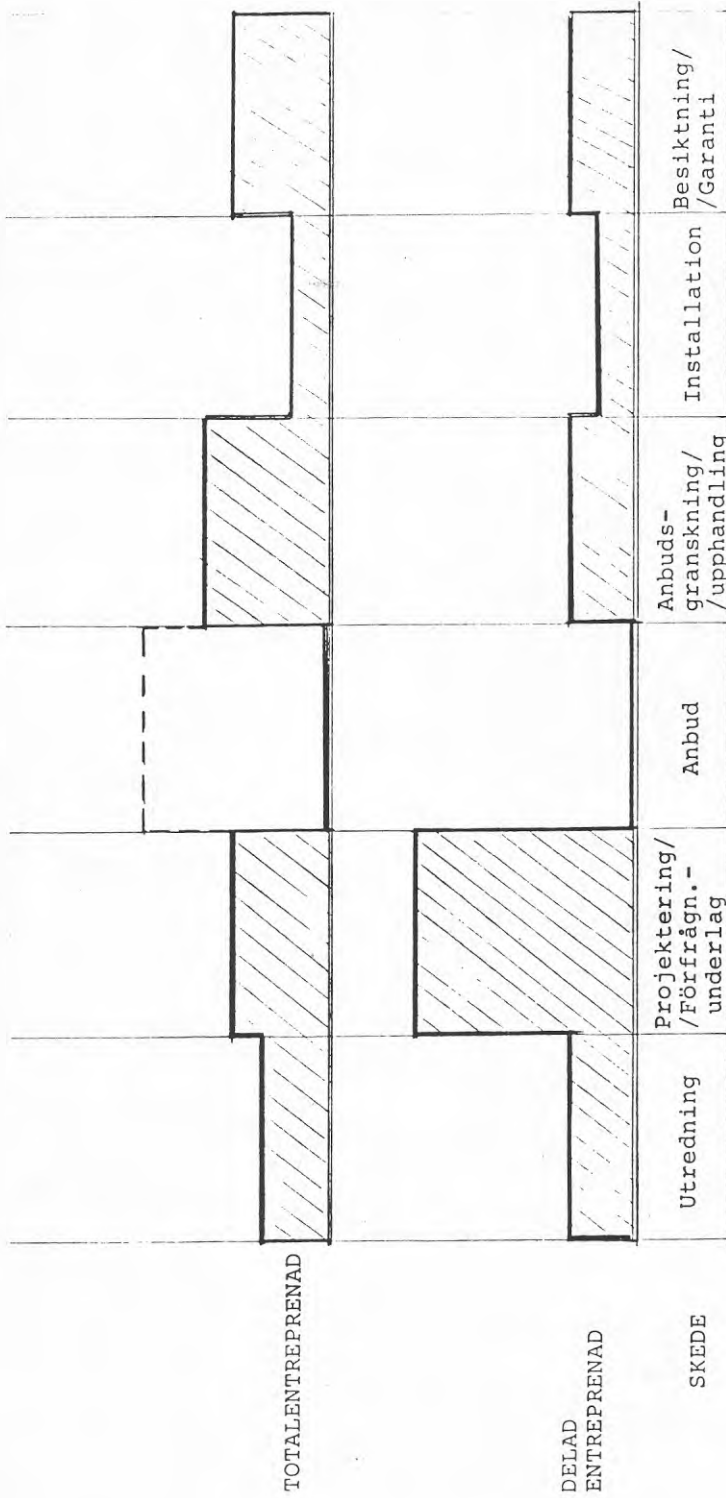 TOTALENTREPRENAD
DELAD
ENTREPRENAD
SKEDE
Utredning
Projektering/
/Förfrågn.-
underlag
Anbud
Anbuds-
granskning/
/upphandling
Installation
Besiktning/
/Garanti